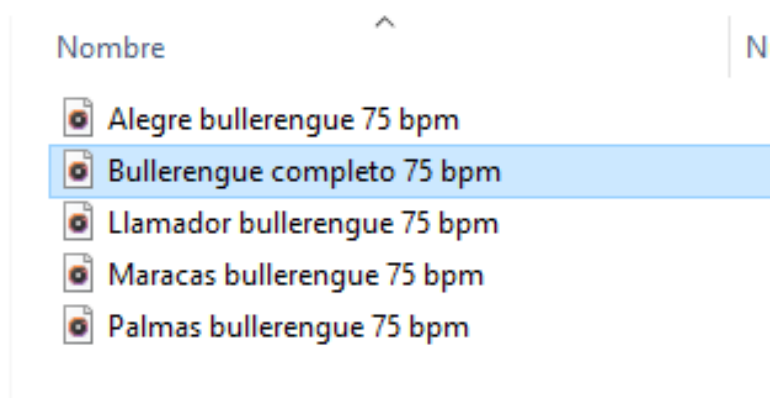 Nombre N
Alegre bullerengue 75 bpm
Bullerengue completo 75 bpm
Llamador bullerengue 75 bpm
Maracas bullerengue 75 bpm
Palmas bullerengue 75 bpm